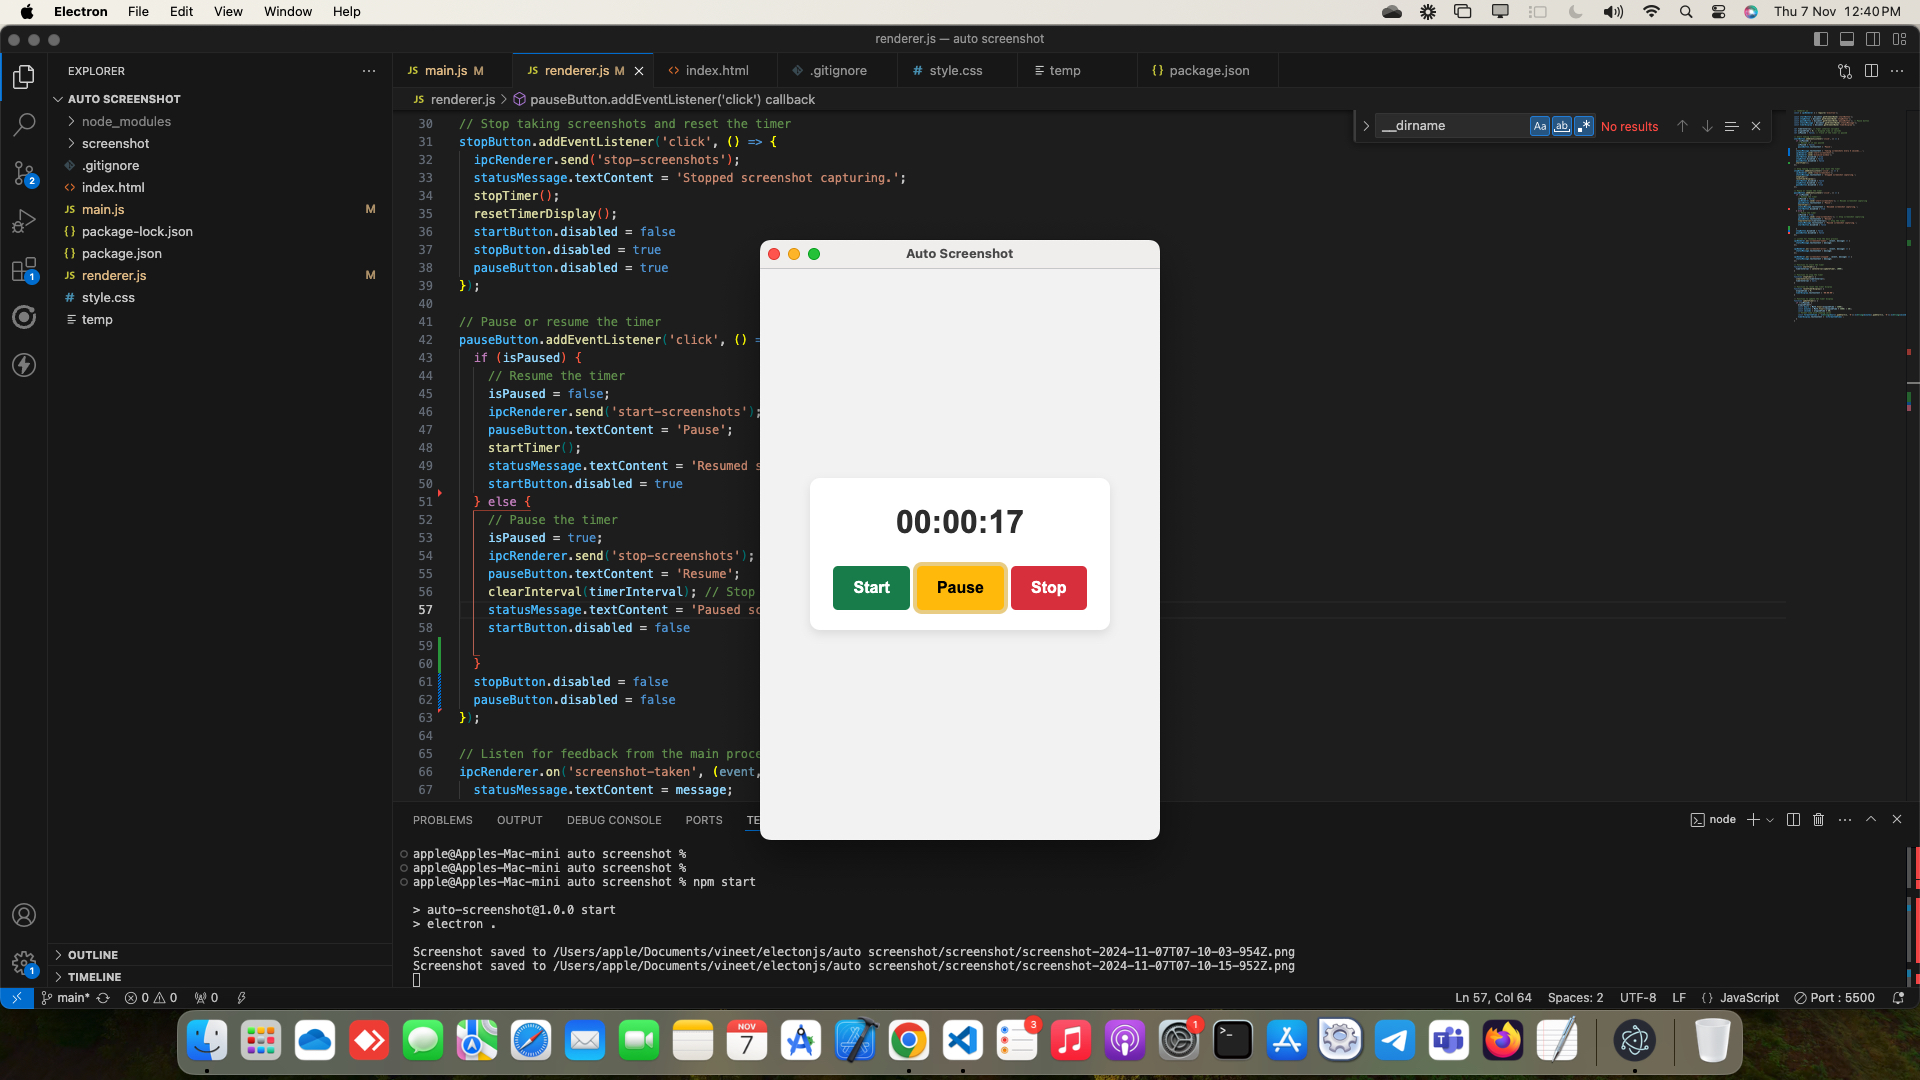 Electron File Edit View Window Help
Thu 7 Nov 12:40 PM
renderer.js — auto screenshot
EXPLORER
AUTO SCREENSHOT
node_modules
screenshot
.gitignore
<> index.html
JS main.js M
{} package-lock.json
{} package.json
JS renderer.js M
# style.css
temp
OUTLINE
TIMELINE
2
1
1
JS main.js M
JS renderer.js M
<> index.html
.gitignore
# style.css
temp
{} package.json
JS renderer.js > pauseButton.addEventListener('click') callback
__dirname
Aa ab .*
No results
30 // Stop taking screenshots and reset the timer
31 stopButton.addEventListener('click', () => {
32 ipcRenderer.send('stop-screenshots');
33 statusMessage.textContent = 'Stopped screenshot capturing.';
34 stopTimer();
35 resetTimerDisplay();
36 startButton.disabled = false
37 stopButton.disabled = true
38 pauseButton.disabled = true
39 });
40
41 // Pause or resume the timer
42 pauseButton.addEventListener('click', () =
43 if (isPaused) {
44 // Resume the timer
45 isPaused = false;
46 ipcRenderer.send('start-screenshots');
47 pauseButton.textContent = 'Pause';
48 startTimer();
49 statusMessage.textContent = 'Resumed s
50 startButton.disabled = true
51 } else {
52 // Pause the timer
53 isPaused = true;
54 ipcRenderer.send('stop-screenshots');
55 pauseButton.textContent = 'Resume';
56 clearInterval(timerInterval); // Stop
57 statusMessage.textContent = 'Paused sc
58 startButton.disabled = false
59
60 }
61 stopButton.disabled = false
62 pauseButton.disabled = false
63 });
64
65 // Listen for feedback from the main proce
66 ipcRenderer.on('screenshot-taken', (event,
67 statusMessage.textContent = message;
Auto Screenshot
00:00:17
Start Pause Stop
PROBLEMS OUTPUT DEBUG CONSOLE PORTS TE
node
apple@Apples-Mac-mini auto screenshot %
apple@Apples-Mac-mini auto screenshot %
apple@Apples-Mac-mini auto screenshot % npm start
> auto-screenshot@1.0.0 start
> electron .
Screenshot saved to /Users/apple/Documents/vineet/electonjs/auto screenshot/screenshot/screenshot-2024-11-07T07-10-03-954Z.png
Screenshot saved to /Users/apple/Documents/vineet/electonjs/auto screenshot/screenshot/screenshot-2024-11-07T07-10-15-952Z.png
main* 0 0 0
Ln 57, Col 64 Spaces: 2 UTF-8 LF {} JavaScript Port : 5500
NOV
7
3
1